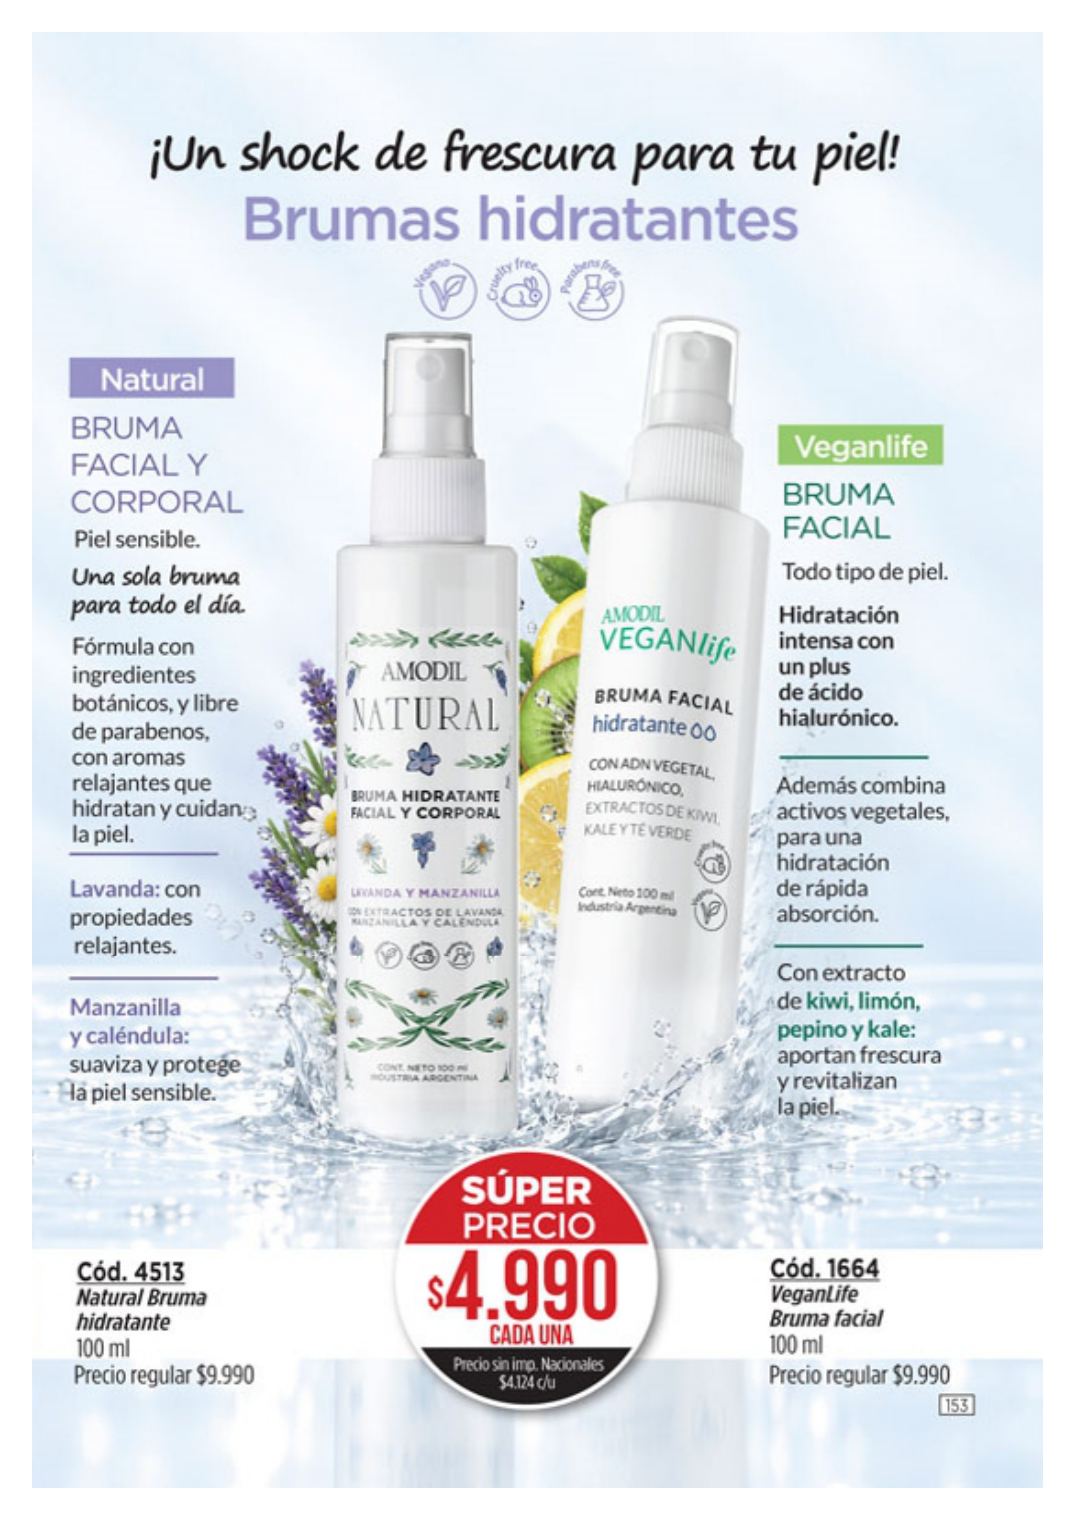 ¡Un shock de frescura para tu piel!
Brumas hidratantes
Vegano
Cruelty free
Parabens free
Natural
BRUMA
FACIAL Y
CORPORAL
Piel sensible.
Una sola bruma
para todo el día.
Fórmula con
ingredientes
botánicos, y libre
de parabenos,
con aromas
relajantes que
hidratan y cuidan
la piel.
Lavanda: con
propiedades
relajantes.
Manzanilla
y caléndula:
suaviza y protege
la piel sensible.
AMODIL
NATURAL
BRUMA HIDRATANTE
FACIAL Y CORPORAL
LAVANDA Y MANZANILLA
CON EXTRACTOS DE LAVANDA,
MANZANILLA Y CALÉNDULA
CONT. NETO 100 ml
INDUSTRIA ARGENTINA
AMODIL
VEGANlife
BRUMA FACIAL
hidratante
CON ADN VEGETAL,
HIALURÓNICO,
EXTRACTOS DE KIWI,
KALE Y TÉ VERDE
Cruelty free
Cont. Neto 100 ml
Industria Argentina
Vegano
Veganlife
BRUMA
FACIAL
Todo tipo de piel.
Hidratación
intensa con
un plus
de ácido
hialurónico.
Además combina
activos vegetales,
para una
hidratación
de rápida
absorción.
Con extracto
de kiwi, limón,
pepino y kale:
aportan frescura
y revitalizan
la piel.
SÚPER
PRECIO
$4.990
CADA UNA
Precio sin imp. Nacionales
$4.124 c/u
Cód. 4513
Natural Bruma
hidratante
100 ml
Precio regular $9.990
Cód. 1664
VeganLife
Bruma facial
100 ml
Precio regular $9.990
153